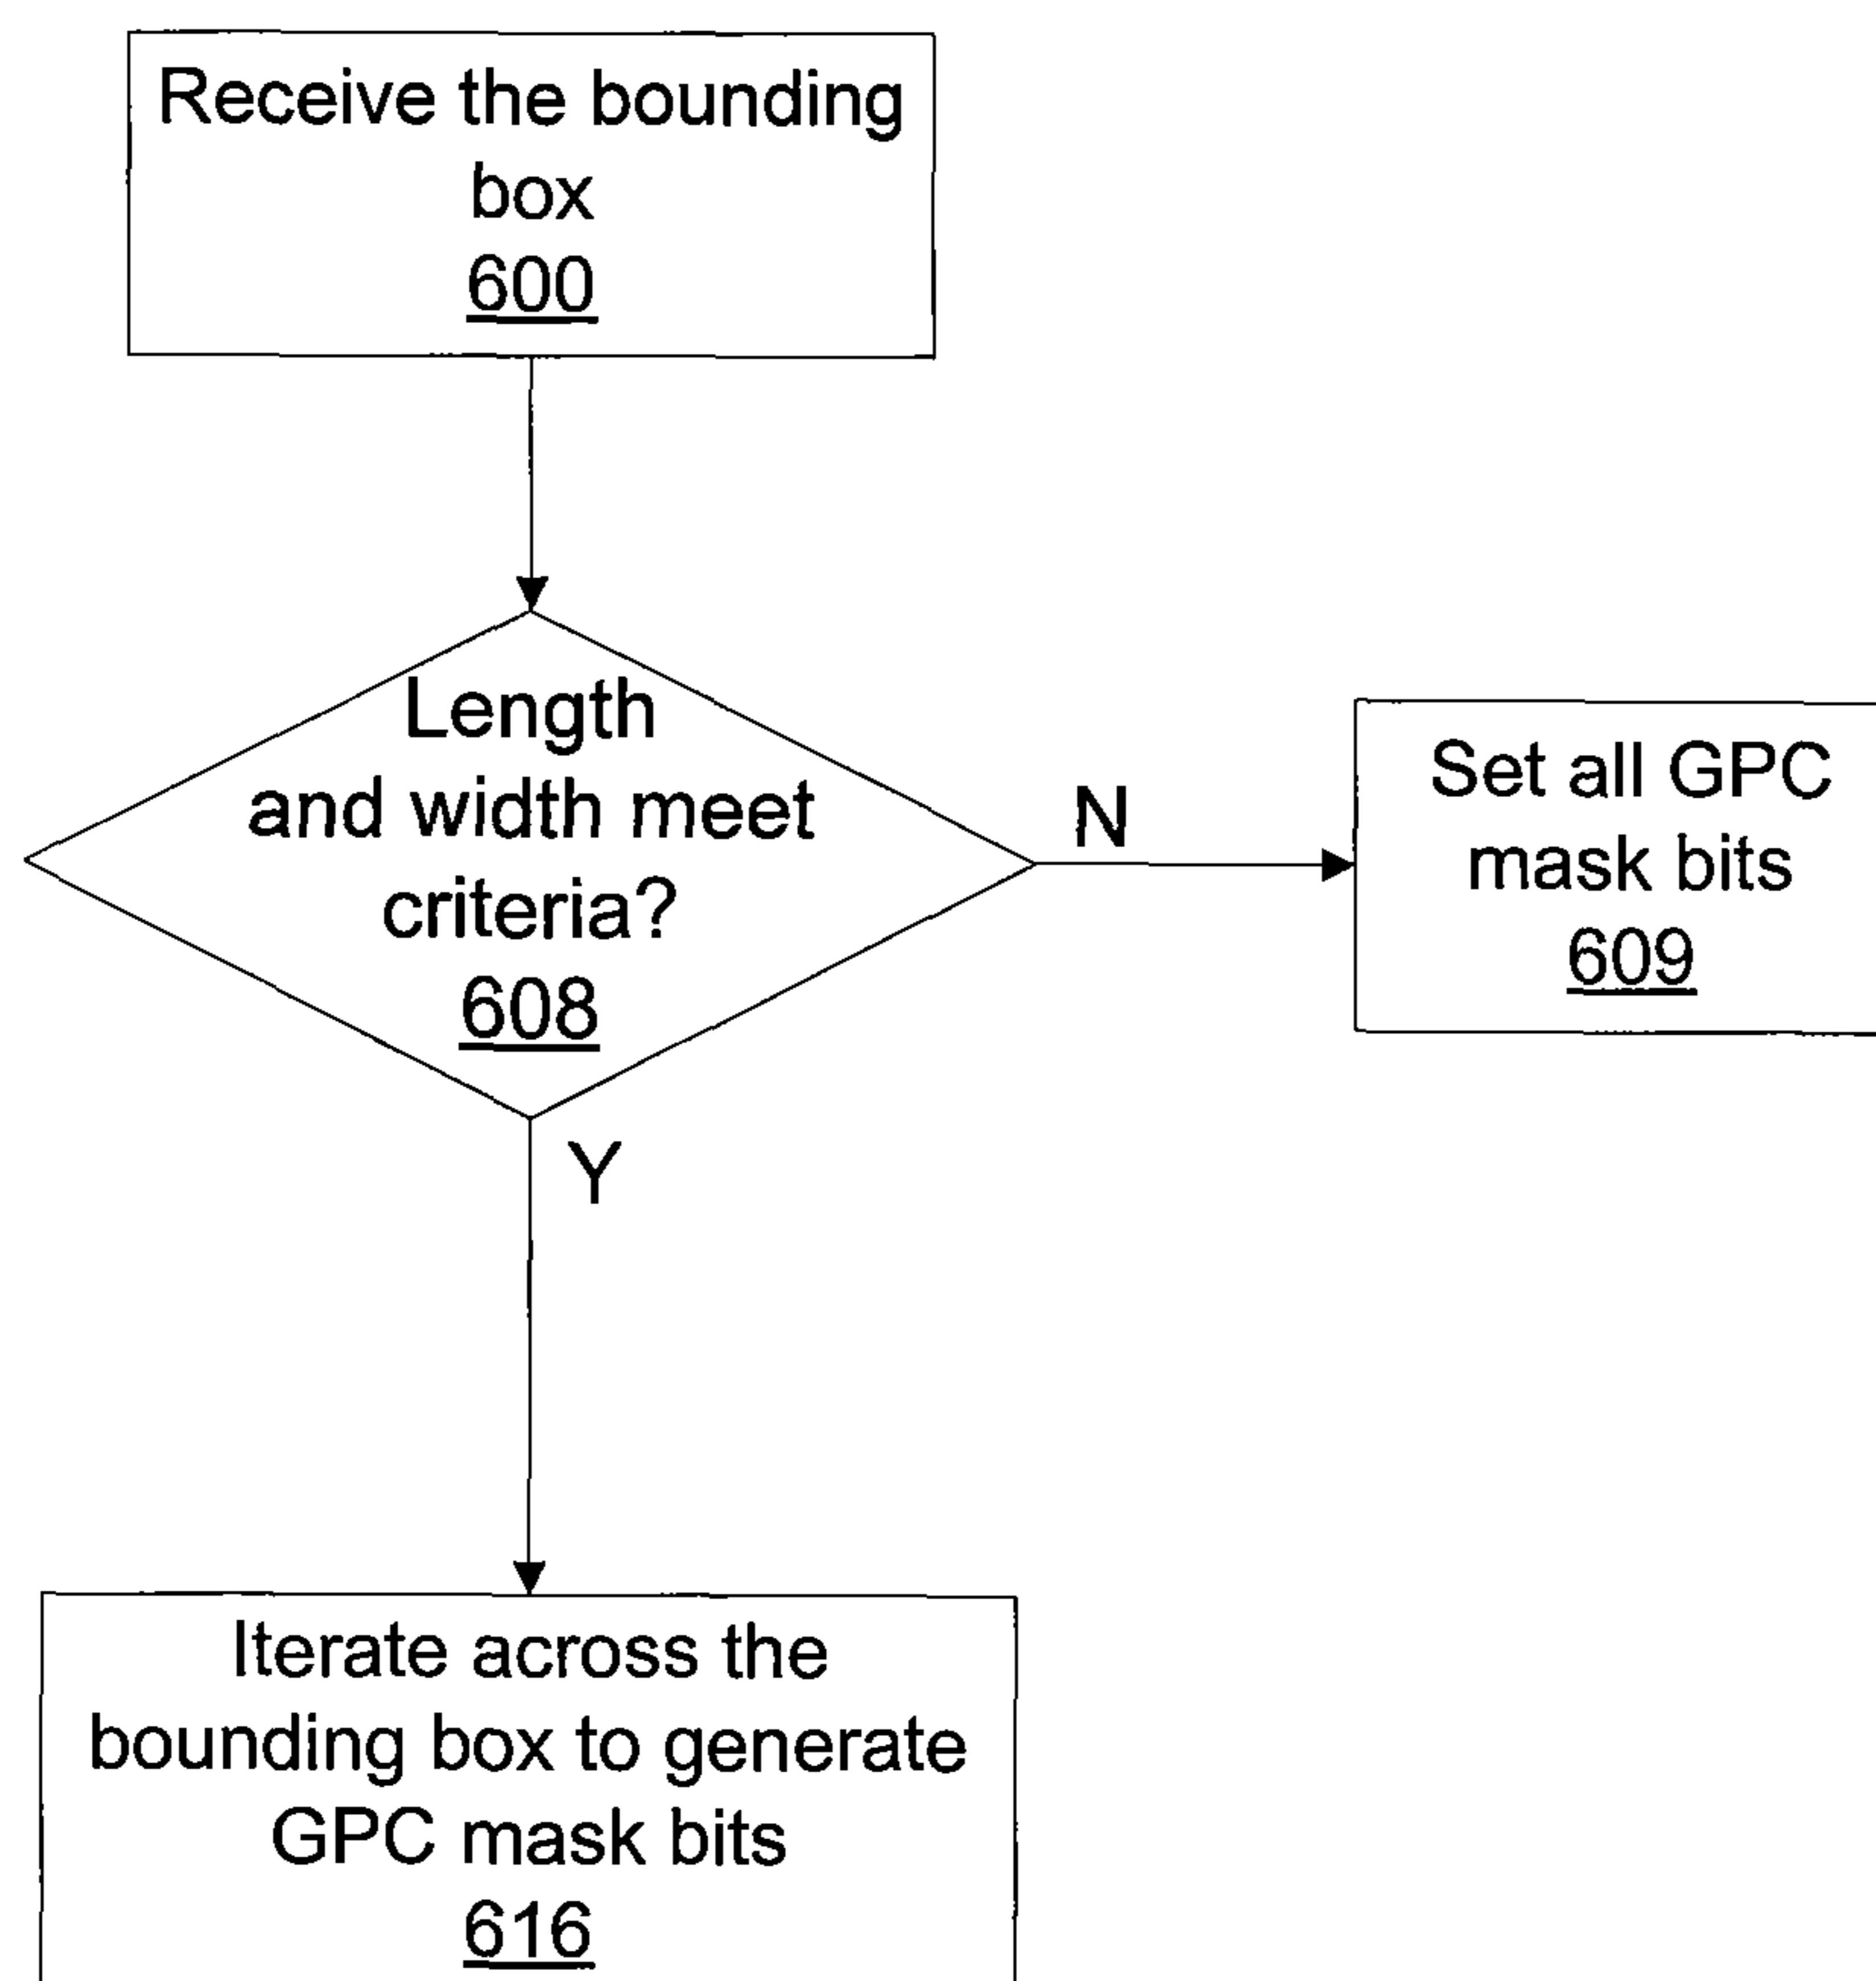 Receive the bounding
box
600
Length
and width meet
criteria?
608
N
Set all GPC
mask bits
609
Y
Iterate across the
bounding box to generate
GPC mask bits
616